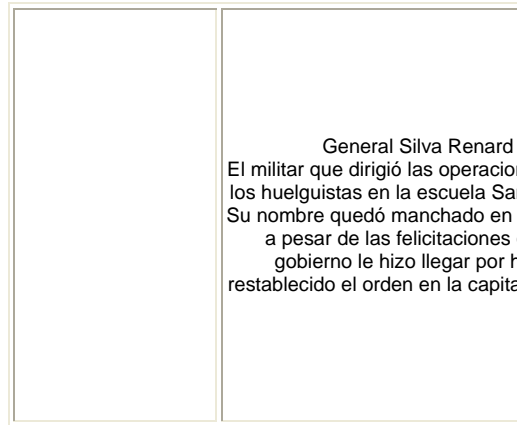 General Silva Renard
El militar que dirigió las
los huelguistas en la escuela
Su nombre quedó manchado en
a pesar de las felicitaciones
gobierno le hizo llegar por
restablecido el orden en la